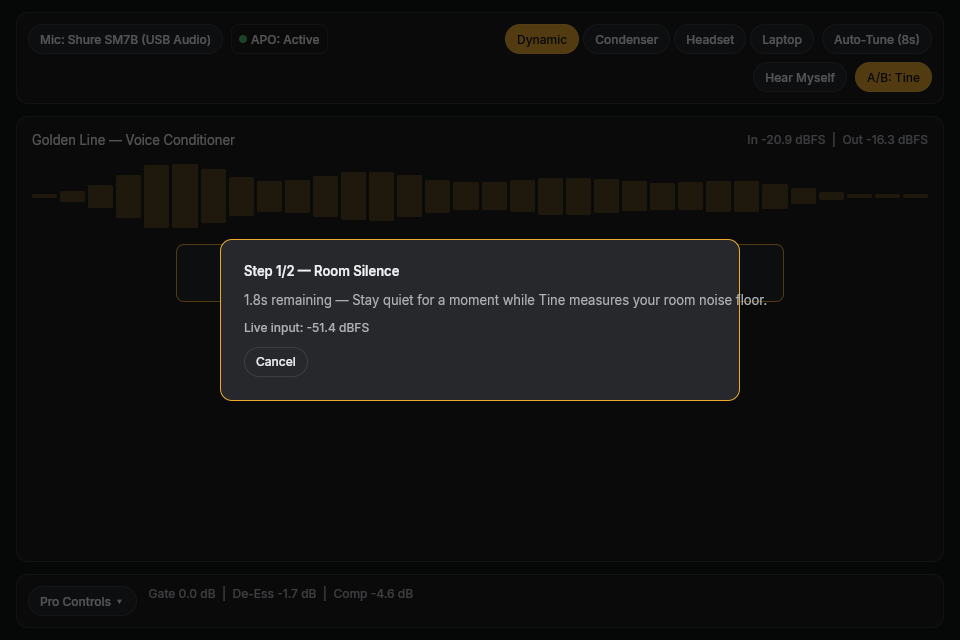 Mic: Shure SM7B (USB Audio)
APO: Active
Dynamic
Condenser
Headset
Laptop
Auto-Tune (8s)
Hear Myself
A/B: Tine
Golden Line — Voice Conditioner
In -20.9 dBFS | Out -16.3 dBFS
Step 1/2 — Room Silence
1.8s remaining — Stay quiet for a moment while Tine measures your room noise floor.
Live input: -51.4 dBFS
Cancel
Pro Controls ▾
Gate 0.0 dB | De-Ess -1.7 dB | Comp -4.6 dB